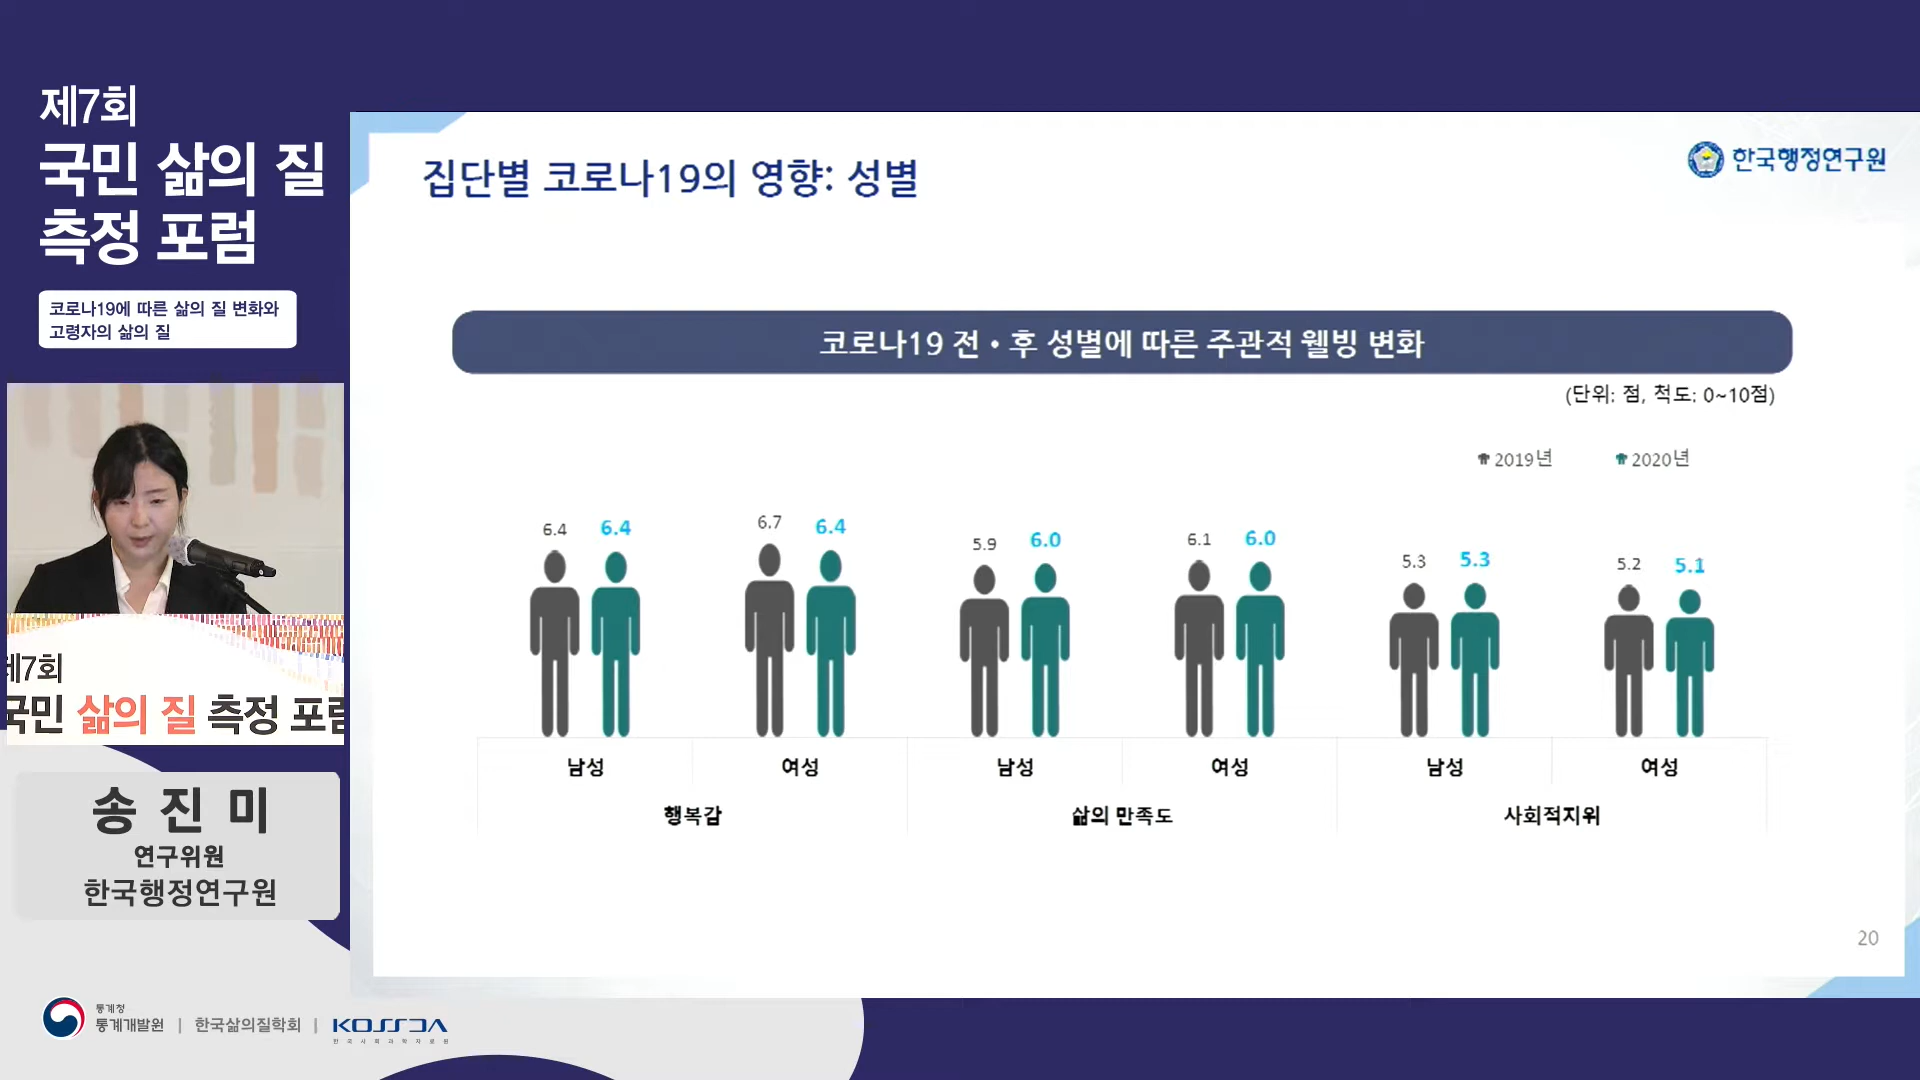 제7회
국민 삶의 질
측정 포럼
코로나19에 따른 삶의 질 변화와
고령자의 삶의 질
제7회
국민 삶의 질 측정 포럼
송 진 미
연구위원
한국행정연구원
통계청
통계개발원 | 한국삶의질학회 | KOSSDA
한국사회과학자료원
집단별 코로나19의 영향: 성별
한국행정연구원
코로나19 전 • 후 성별에 따른 주관적 웰빙 변화
(단위: 점, 척도: 0~10점)
2019년 2020년
6.4 6.4 6.7 6.4 5.9 6.0 6.1 6.0 5.3 5.3 5.2 5.1
남성 여성 남성 여성 남성 여성
행복감 삶의 만족도 사회적지위
20